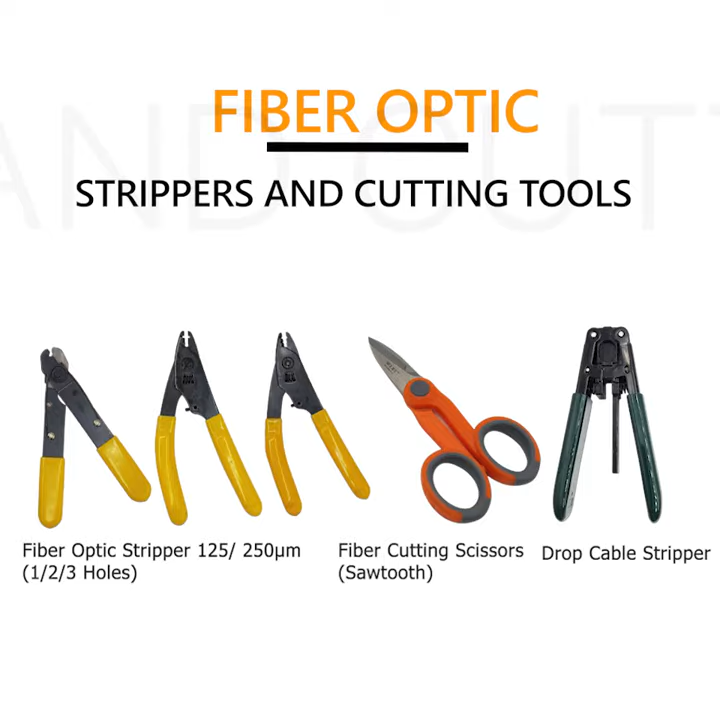 FIBER OPTIC
STRIPPERS AND CUTTING TOOLS
Fiber Optic Stripper 125/ 250µm
(1/2/3 Holes)
Fiber Cutting Scissors
(Sawtooth)
Drop Cable Stripper